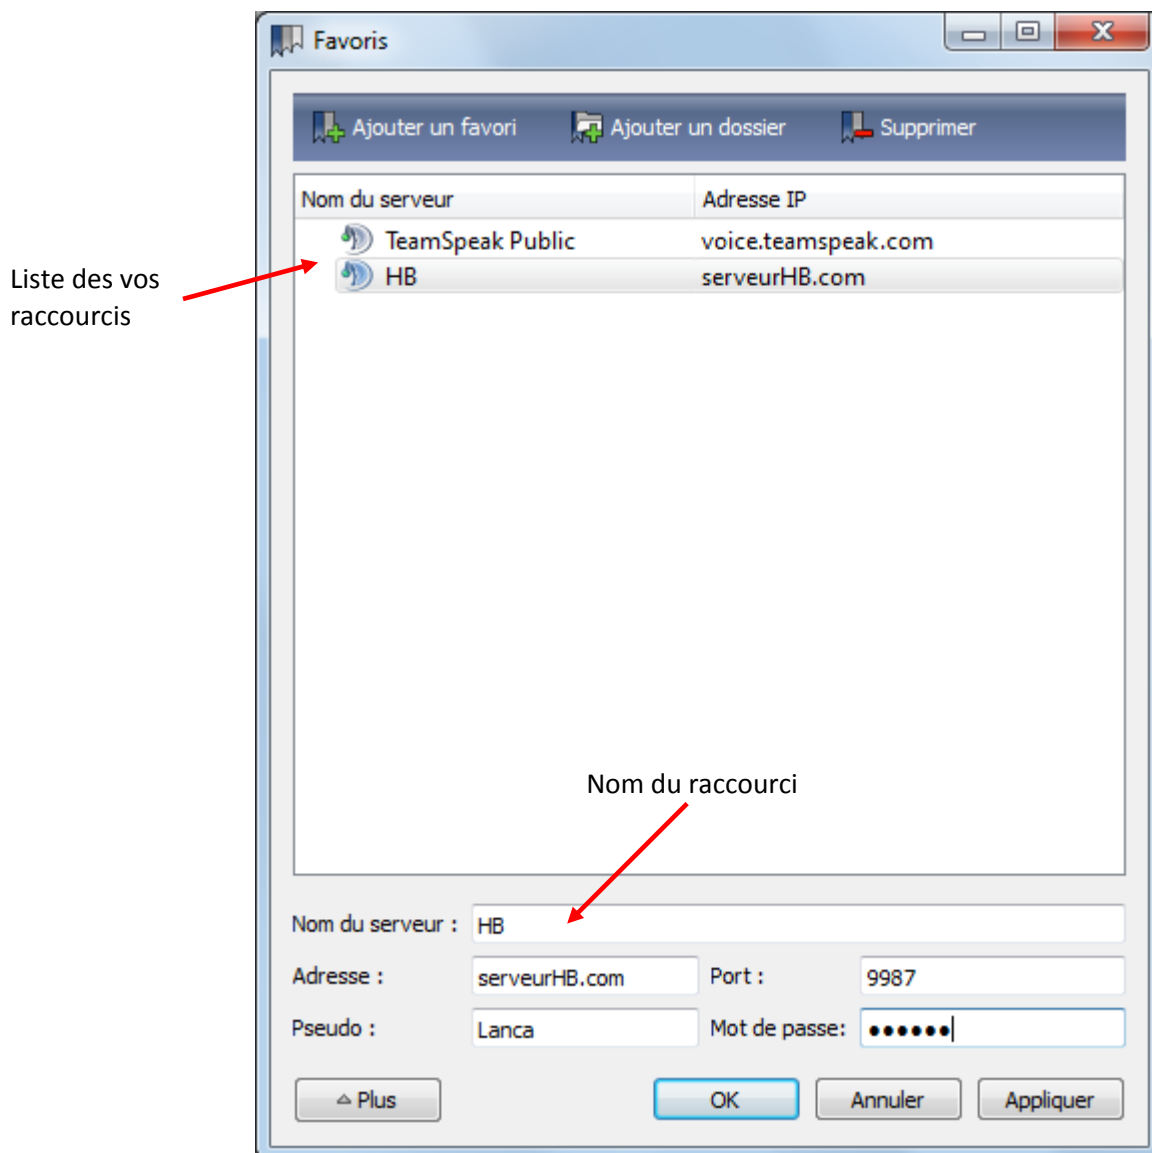 Favoris
Ajouter un favori Ajouter un dossier Supprimer
Nom du serveur Adresse IP
TeamSpeak Public voice.teamspeak.com
HB serveurHB.com
Liste des vos
raccourcis
Nom du raccourci
Nom du serveur : HB
Adresse : serveurHB.com Port : 9987
Pseudo : Lanca Mot de passe: ●●●●●●
Plus OK Annuler Appliquer